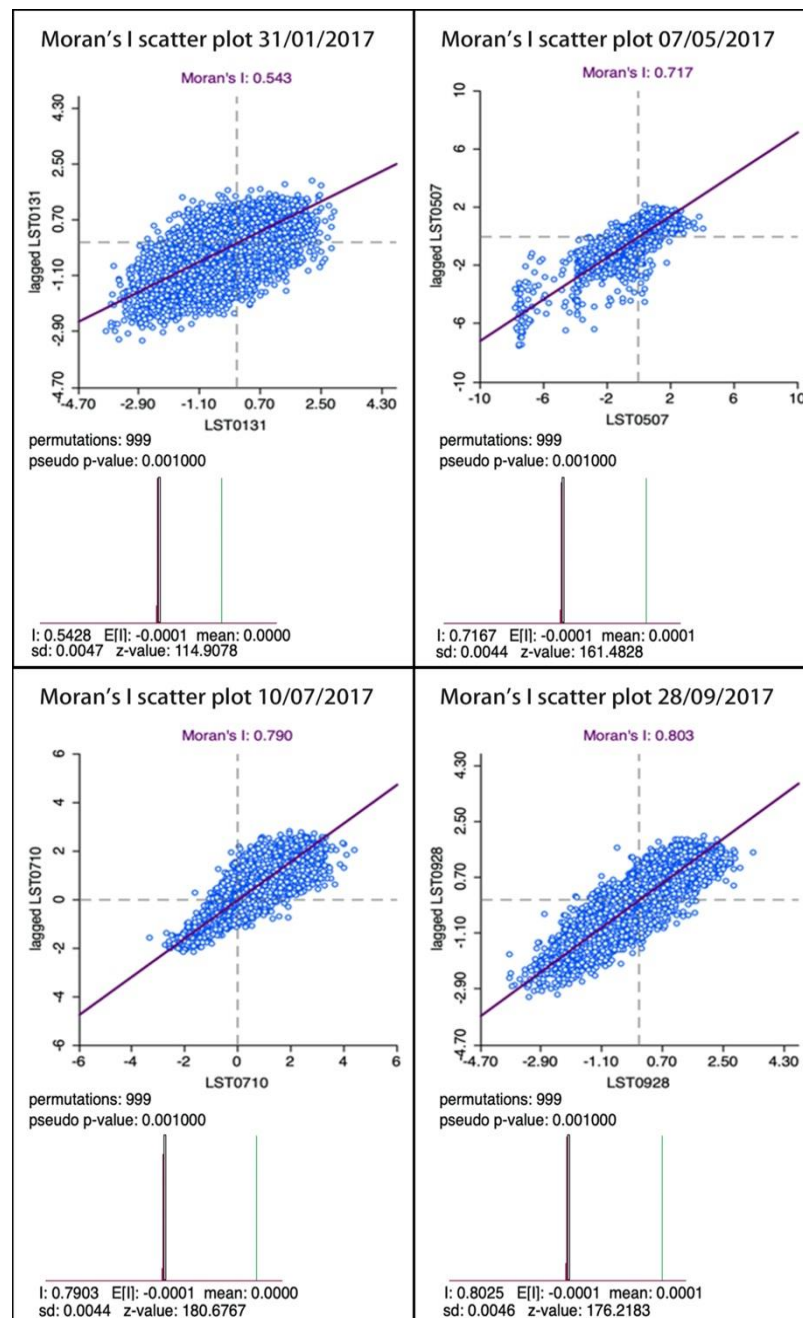 Moran's I scatter plot 31/01/2017
Moran's I: 0.543
4.30
2.50
0.70
-1.10
-2.90
-4.70
lagged LST0131
-4.70 -2.90 -1.10 0.70 2.50 4.30
LST0131
permutations: 999
pseudo p-value: 0.001000
I: 0.5428 E[I]: -0.0001 mean: 0.0000
sd: 0.0047 z-value: 114.9078
Moran's I scatter plot 07/05/2017
Moran's I: 0.717
10
6
2
-2
-6
-10
lagged LST0507
-10 -6 -2 2 6 10
LST0507
permutations: 999
pseudo p-value: 0.001000
I: 0.7167 E[I]: -0.0001 mean: 0.0001
sd: 0.0044 z-value: 161.4828
Moran's I scatter plot 10/07/2017
Moran's I: 0.790
6
4
2
0
-2
-4
-6
lagged LST0710
-6 -4 -2 0 2 4 6
LST0710
permutations: 999
pseudo p-value: 0.001000
I: 0.7903 E[I]: -0.0001 mean: 0.0000
sd: 0.0044 z-value: 180.6767
Moran's I scatter plot 28/09/2017
Moran's I: 0.803
4.30
2.50
0.70
-1.10
-2.90
-4.70
lagged LST0928
-4.70 -2.90 -1.10 0.70 2.50 4.30
LST0928
permutations: 999
pseudo p-value: 0.001000
I: 0.8025 E[I]: -0.0001 mean: 0.0001
sd: 0.0046 z-value: 176.2183